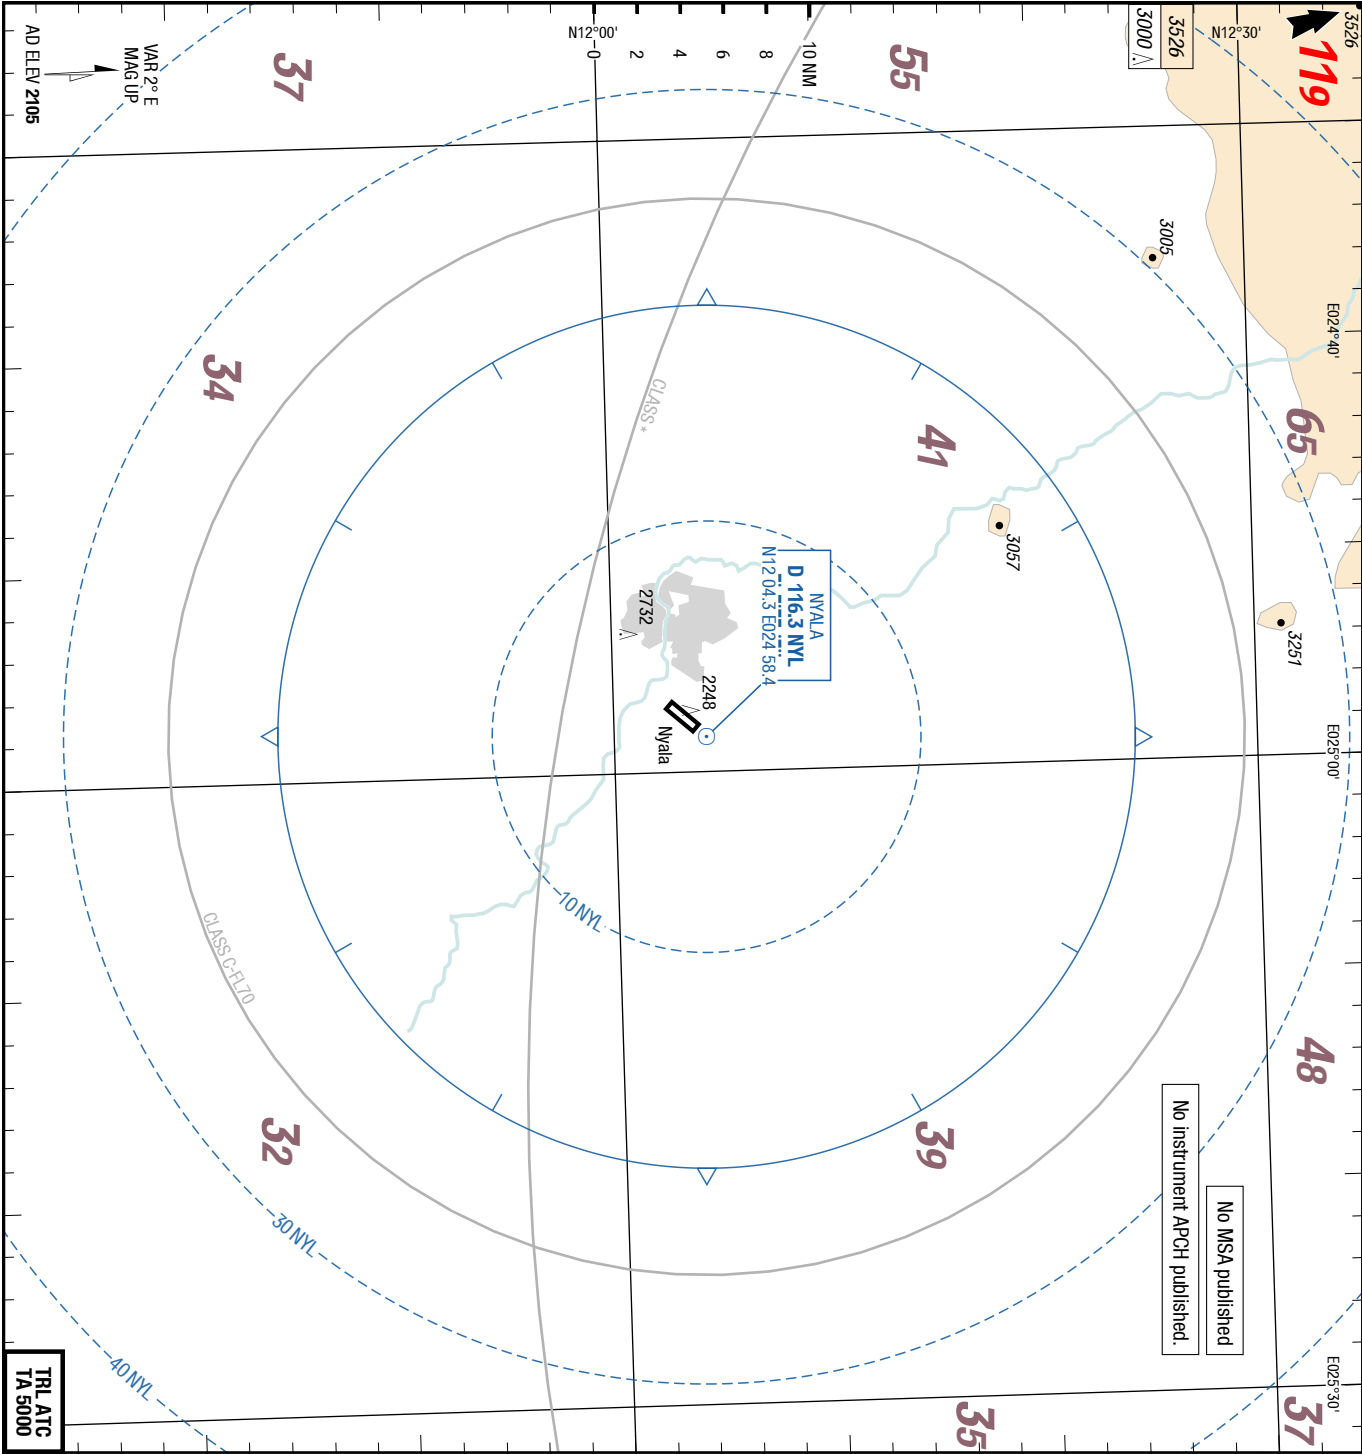 3526
119
3526
3000
N12°30'
N12°00'
0
2
4
6
8
10 NM
55
37
VAR 2° E
MAG UP
AD ELEV 2105
3005
E024°40'
65
34
41
CLASS *
3057
3251
NYALA
D 116.3 NYL
N12 04.3 E024 58.4
2732
2248
Nyala
E025°00'
10 NYL
CLASS C-FL70
48
39
32
No MSA published
No instrument APCH published.
30 NYL
40 NYL
E025°30'
37
35
TRL ATC
TA 5000